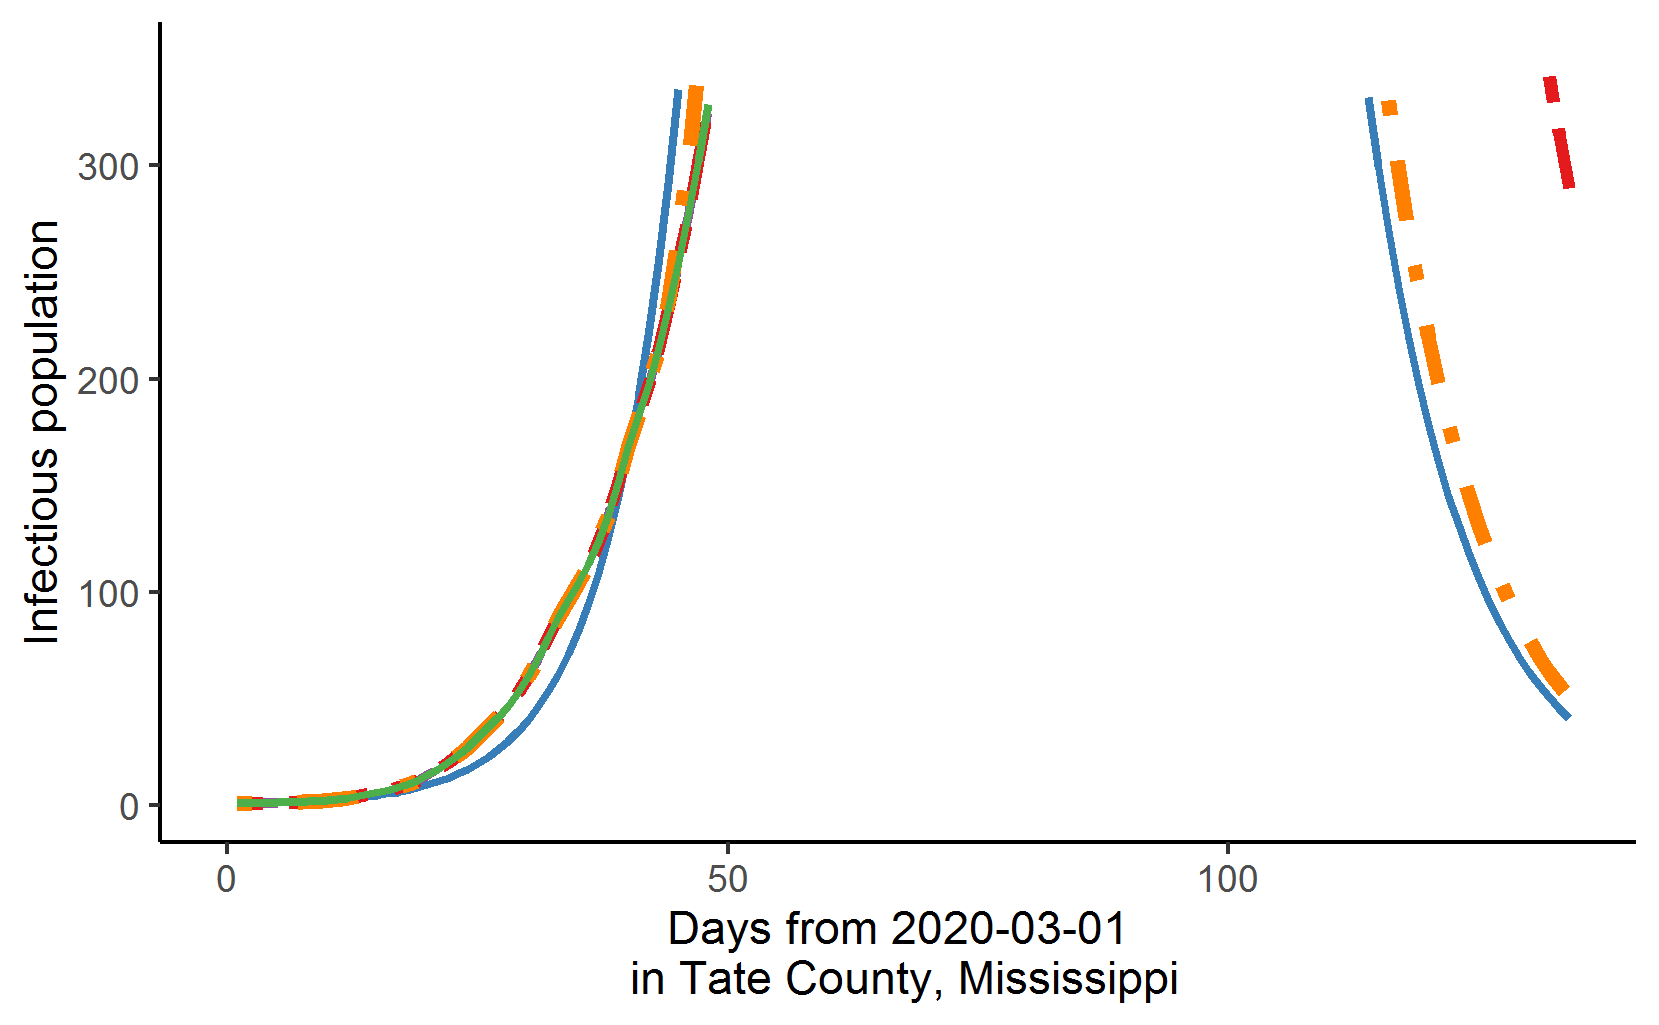 Infectious population
300
200
100
0
0 50 100
Days from 2020-03-01
in Tate County, Mississippi